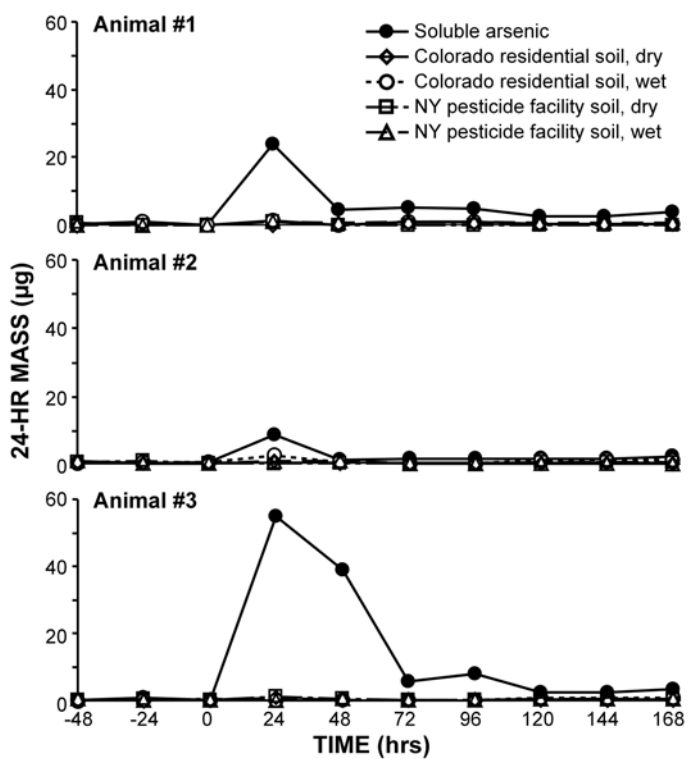 60
Animal #1
Soluble arsenic
Colorado residential soil, dry
Colorado residential soil, wet
NY pesticide facility soil, dry
NY pesticide facility soil, wet
40
20
0
60
Animal #2
40
20
0
24-HR MASS (µg)
60
Animal #3
40
20
0
-48 -24 0 24 48 72 96 120 144 168
TIME (hrs)